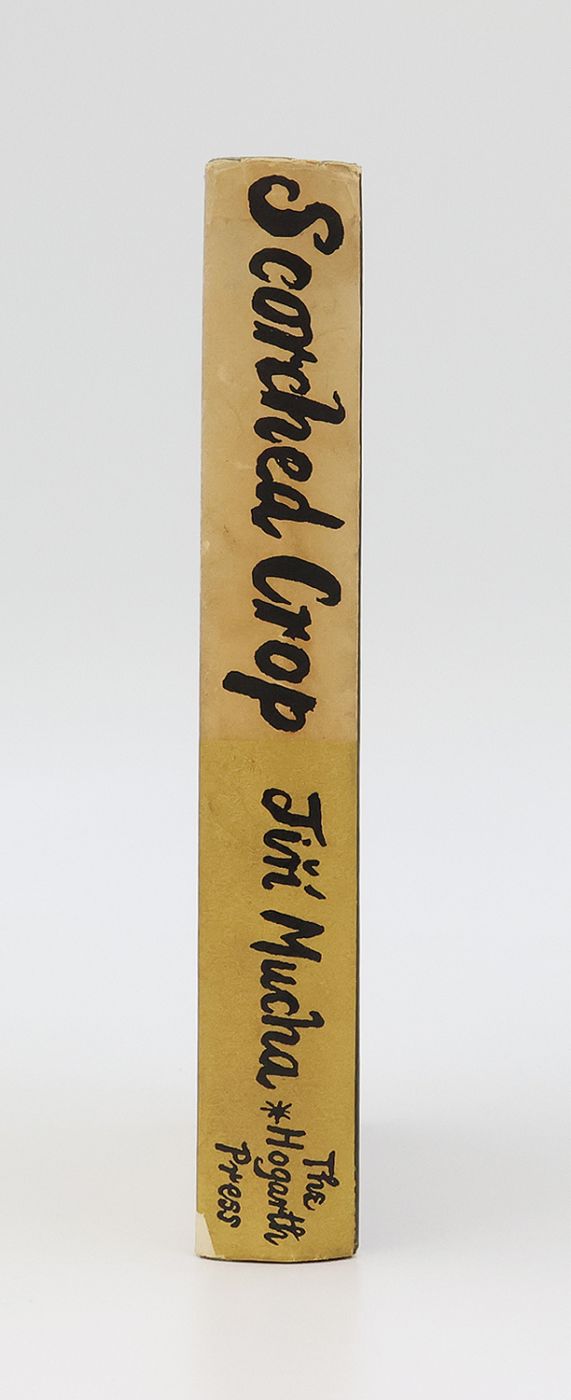 Scorched Crop
Jiří Mucha *
The
Hogarth
Press